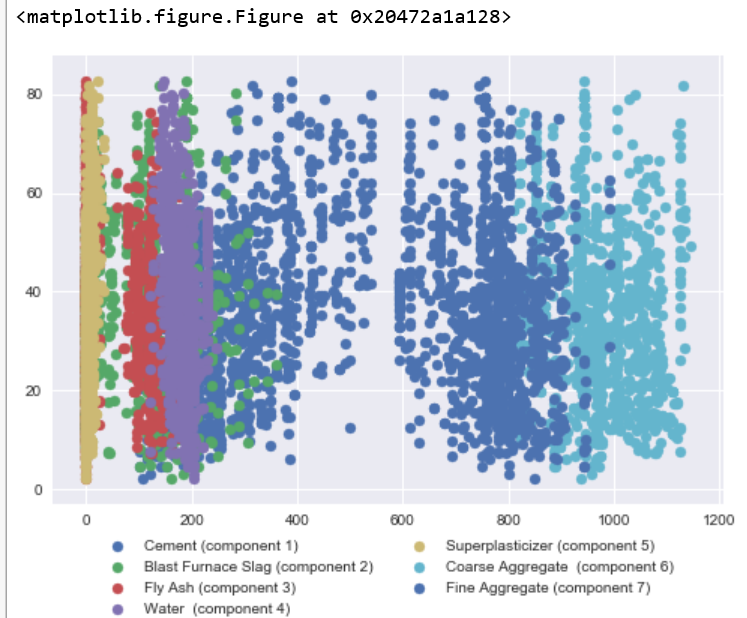 <matplotlib.figure.Figure at 0x20472a1a128>
80
60
40
20
0
0 200 400 600 800 1000 1200
Cement (component 1) Superplasticizer (component 5)
Blast Furnace Slag (component 2) Coarse Aggregate  (component 6)
Fly Ash (component 3) Fine Aggregate (component 7)
Water  (component 4)